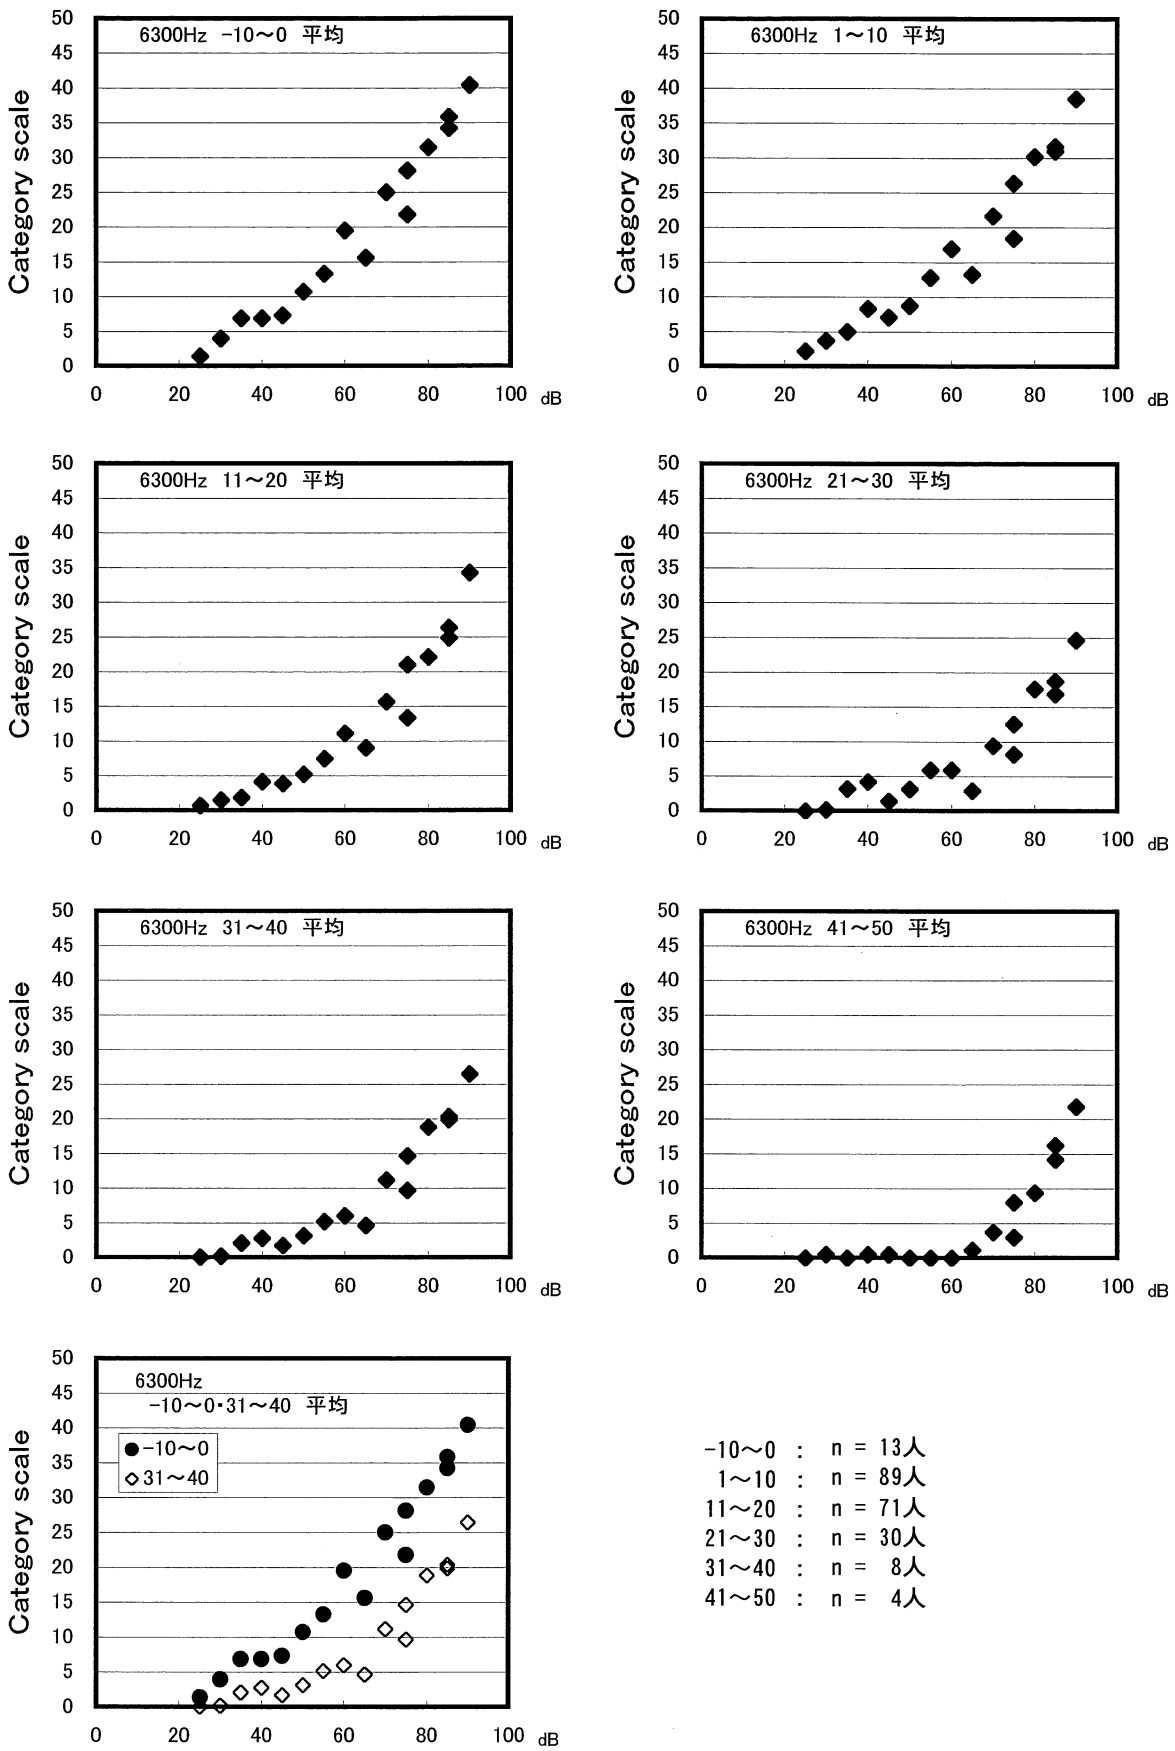 6300Hz -10～0 平均
Category scale
50
45
40
35
30
25
20
15
10
5
0
0 20 40 60 80 100 dB
6300Hz 1～10 平均
Category scale
50
45
40
35
30
25
20
15
10
5
0
0 20 40 60 80 100 dB
6300Hz 11～20 平均
Category scale
50
45
40
35
30
25
20
15
10
5
0
0 20 40 60 80 100 dB
6300Hz 21～30 平均
Category scale
50
45
40
35
30
25
20
15
10
5
0
0 20 40 60 80 100 dB
6300Hz 31～40 平均
Category scale
50
45
40
35
30
25
20
15
10
5
0
0 20 40 60 80 100 dB
6300Hz 41～50 平均
Category scale
50
45
40
35
30
25
20
15
10
5
0
0 20 40 60 80 100 dB
6300Hz
-10～0・31～40 平均
-10～0
31～40
Category scale
50
45
40
35
30
25
20
15
10
5
0
0 20 40 60 80 100 dB
-10～0 : n = 13人
1～10 : n = 89人
11～20 : n = 71人
21～30 : n = 30人
31～40 : n = 8人
41～50 : n = 4人